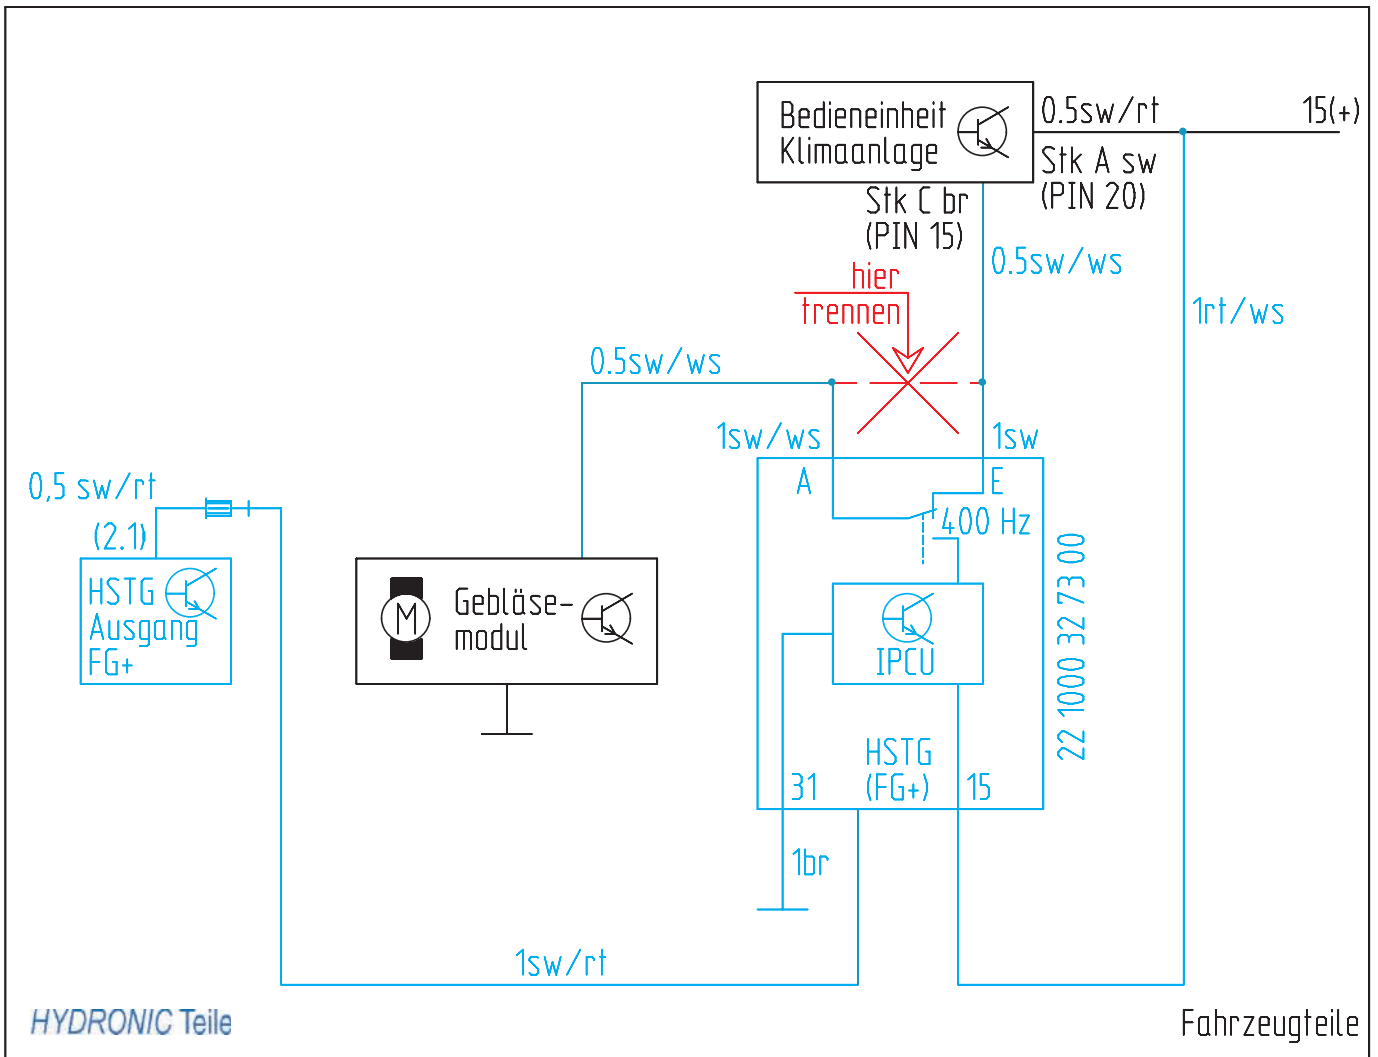 Bedieneinheit
Klimaanlage
0.5sw/rt
15(+)
Stk A sw
(PIN 20)
Stk C br
(PIN 15)
0.5sw/ws
hier
trennen
1rt/ws
0.5sw/ws
1sw/ws
1sw
A
E
400 Hz
0,5 sw/rt
(2.1)
HSTG
Ausgang
FG+
M
Gebläse-
modul
IPCU
22 1000 32 73 00
HSTG
(FG+)
31
15
1br
1sw/rt
HYDRONIC Teile
Fahrzeugteile